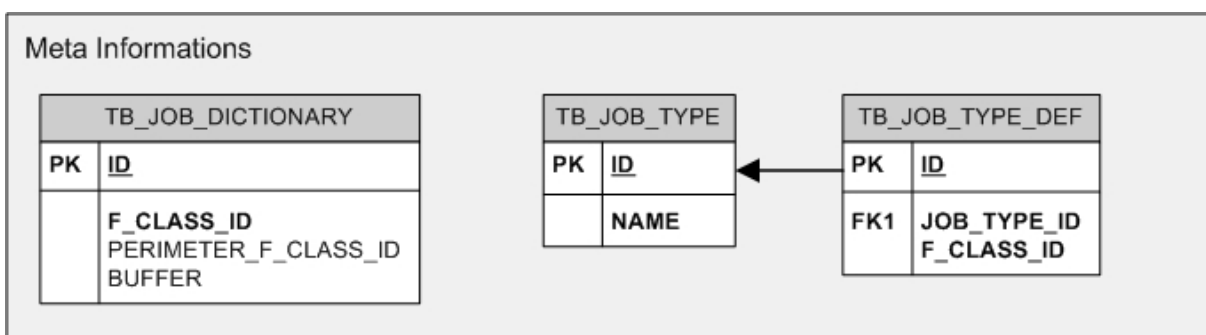 Meta Informations
TB_JOB_DICTIONARY
PK ID
F_CLASS_ID
PERIMETER_F_CLASS_ID
BUFFER
TB_JOB_TYPE
PK ID
NAME
TB_JOB_TYPE_DEF
PK ID
FK1 JOB_TYPE_ID
F_CLASS_ID